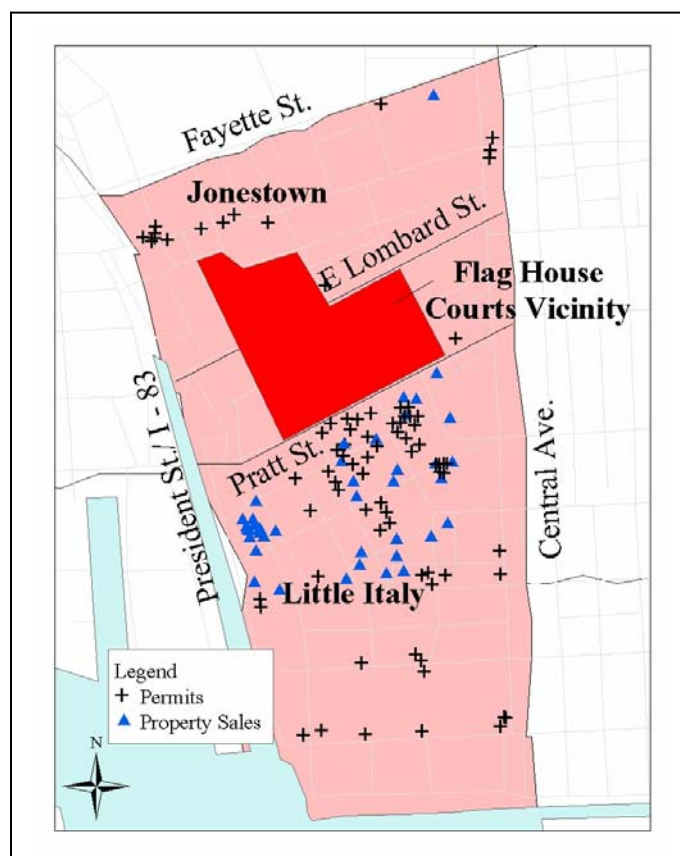 Fayette St.
Jonestown
E Lombard St.
Flag House
Courts Vicinity
President St./ I - 83
Pratt St.
Central Ave.
Little Italy
Legend
Permits
Property Sales
N